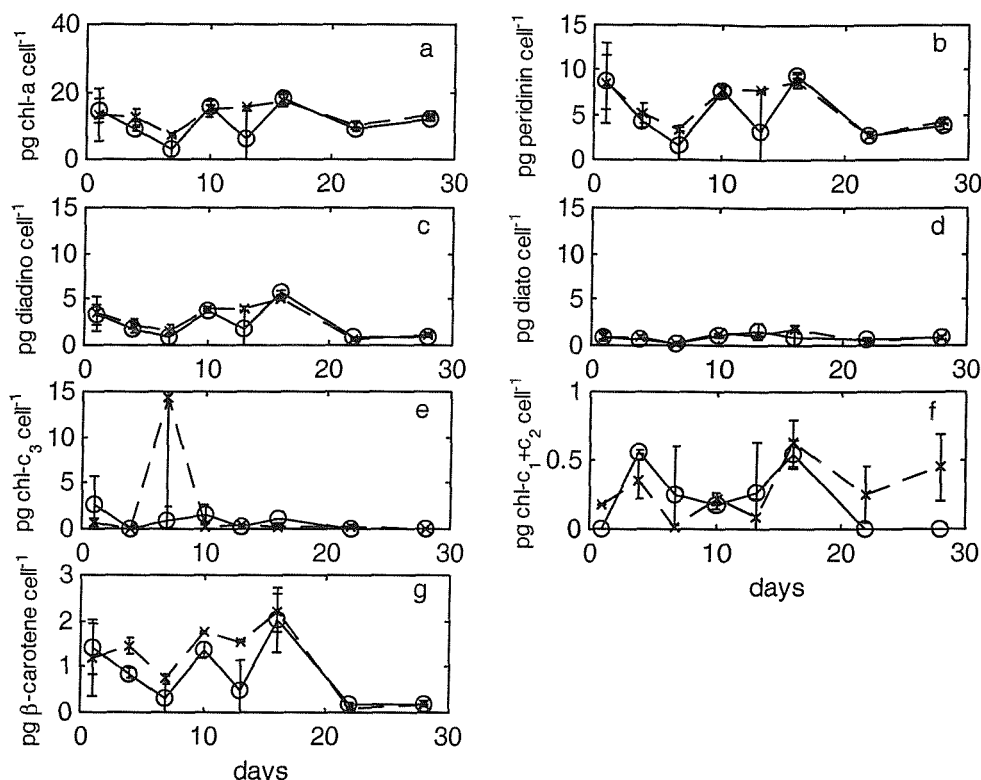 pg chl-a cell⁻¹
40
20
0
a
0 10 20 30
pg peridinin cell⁻¹
15
10
5
0
b
0 10 20 30
pg diadino cell⁻¹
15
10
5
0
c
0 10 20 30
pg diato cell⁻¹
15
10
5
0
d
0 10 20 30
pg chl-c₃ cell⁻¹
15
10
5
0
e
0 10 20 30
pg chl-c₁+c₂ cell⁻¹
1
0.5
0
f
0 10 20 30
days
pg β-carotene cell⁻¹
3
2
1
0
g
0 10 20 30
days